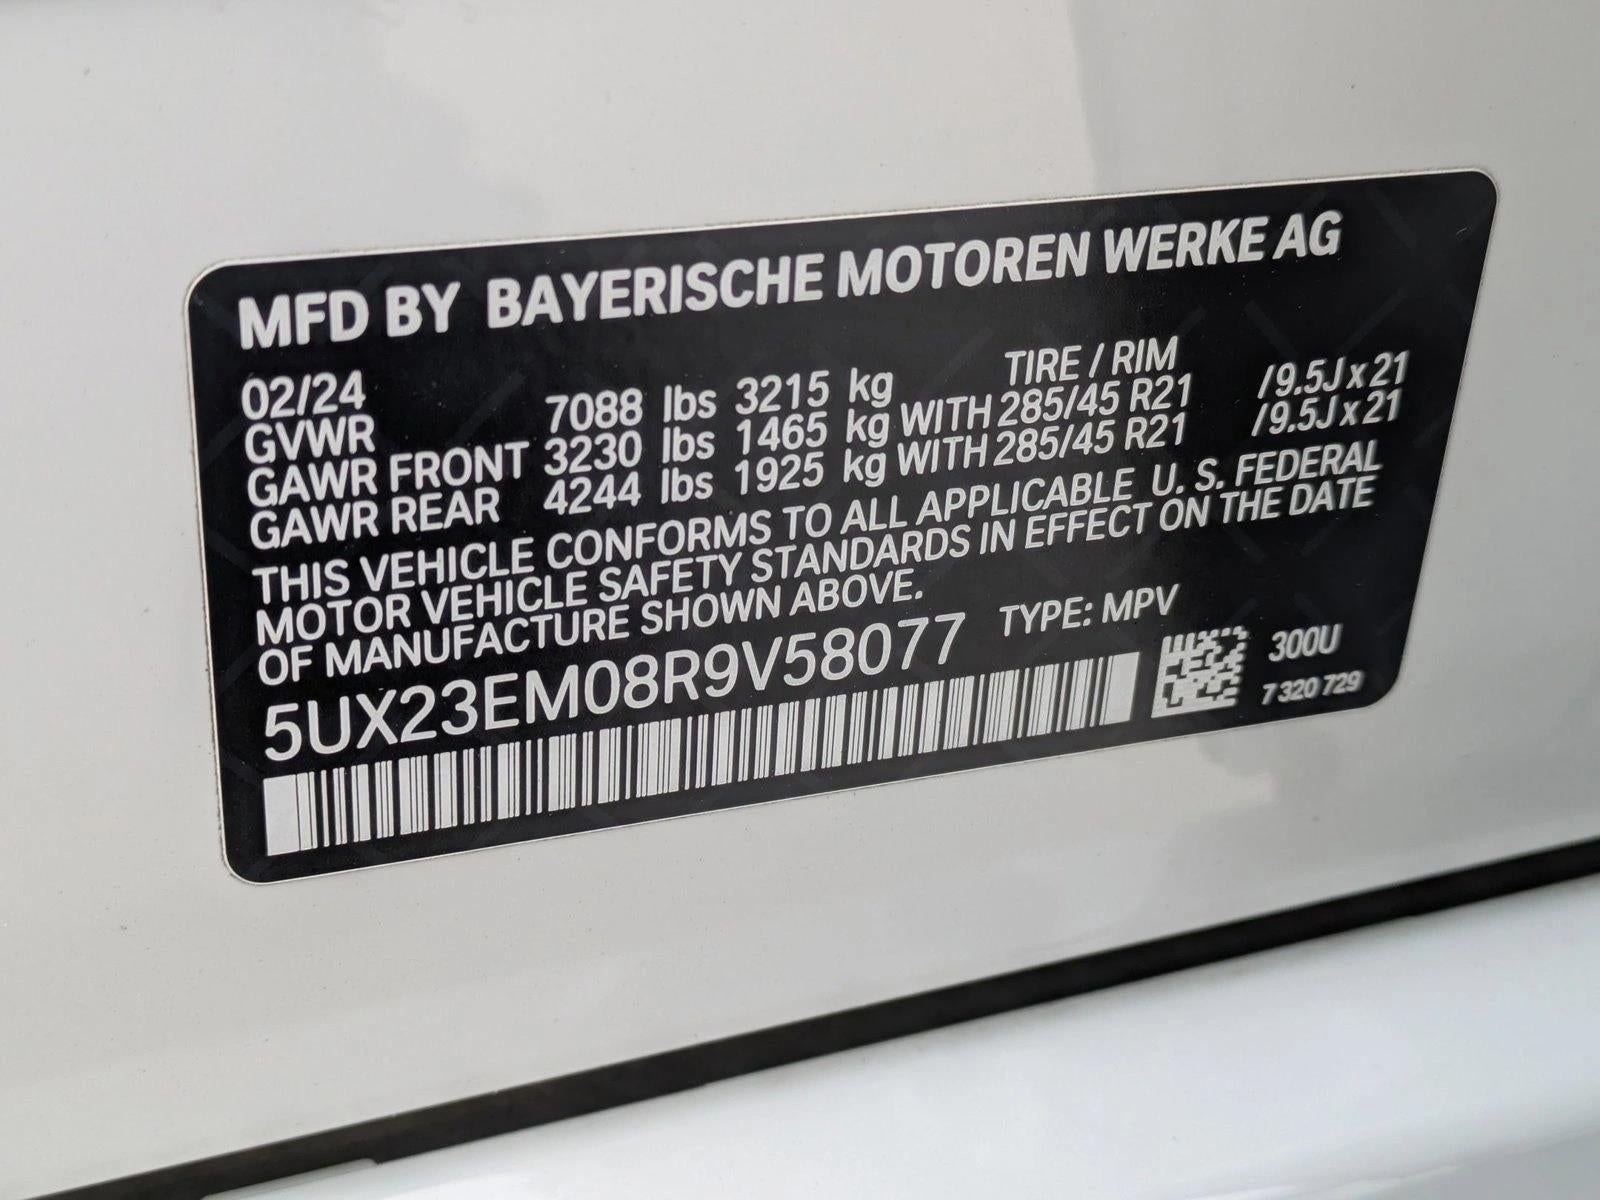 MFD BY BAYERISCHE MOTOREN WERKE AG
02/24 TIRE / RIM
GVWR 7088 lbs 3215 kg
GAWR FRONT 3230 lbs 1465 kg WITH 285/45 R21 /9.5J x 21
GAWR REAR 4244 lbs 1925 kg WITH 285/45 R21 /9.5J x 21
THIS VEHICLE CONFORMS TO ALL APPLICABLE U. S. FEDERAL
MOTOR VEHICLE SAFETY STANDARDS IN EFFECT ON THE DATE
OF MANUFACTURE SHOWN ABOVE.
5UX23EM08R9V58077 TYPE: MPV
300U
7 320 729